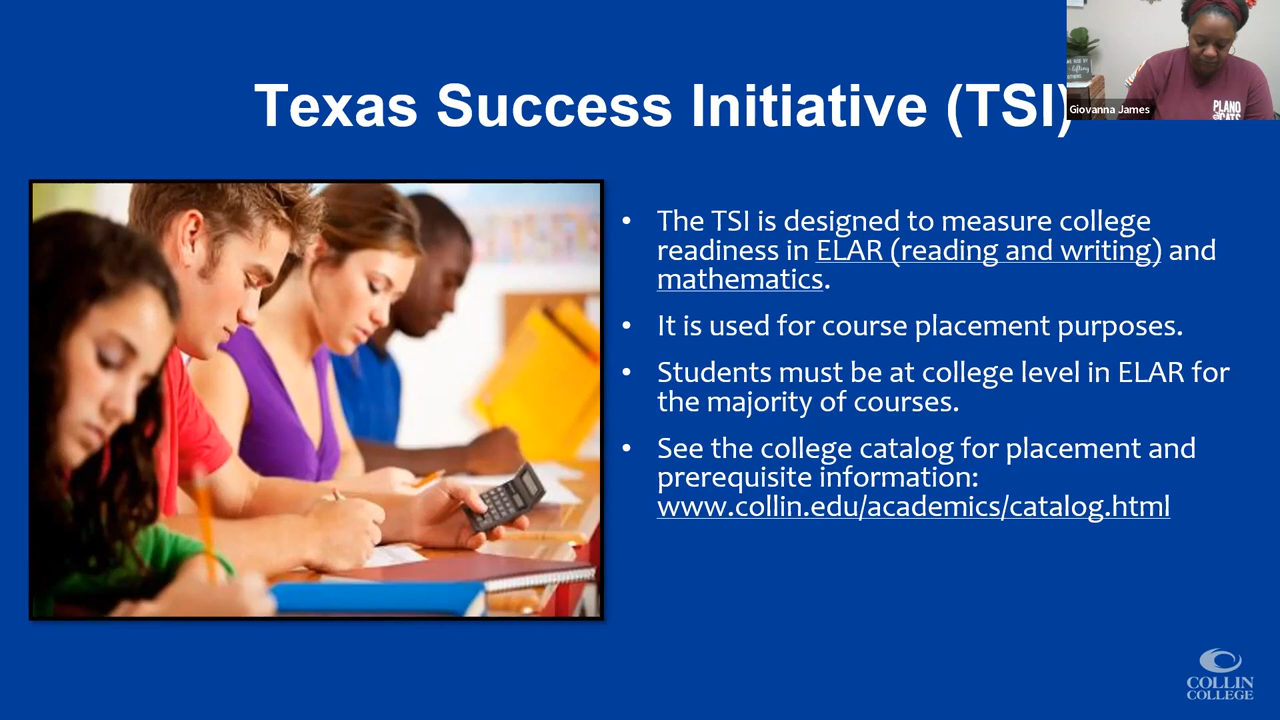 Texas Success Initiative (TSI)
Giovanna James
PLANO
CATS
• The TSI is designed to measure college
readiness in ELAR (reading and writing) and
mathematics.
• It is used for course placement purposes.
• Students must be at college level in ELAR for
the majority of courses.
• See the college catalog for placement and
prerequisite information:
www.collin.edu/academics/catalog.html
COLLIN
COLLEGE